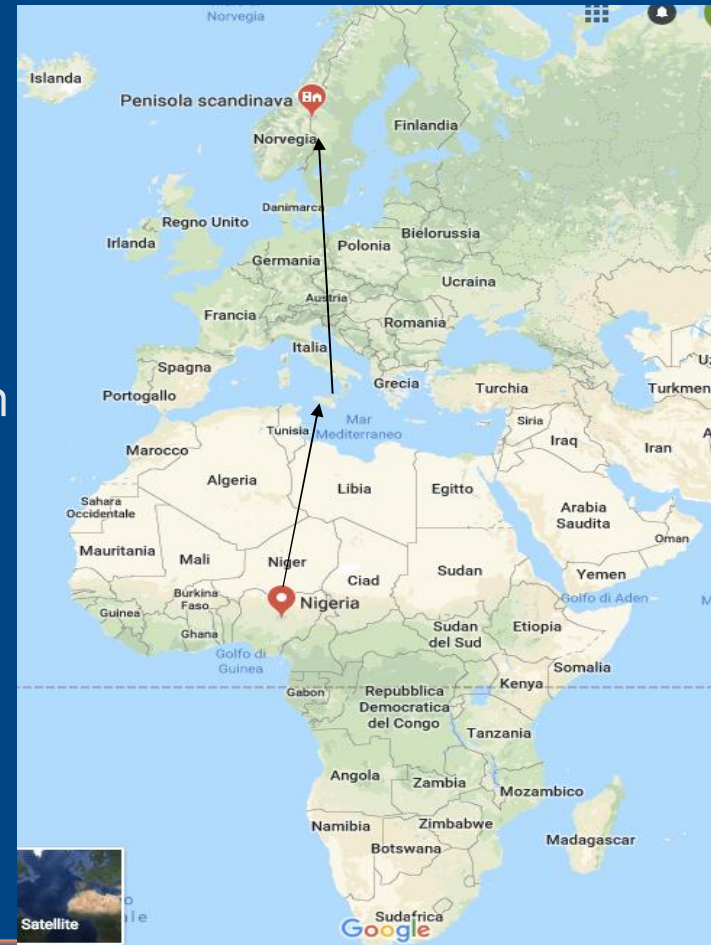 Norvegia
Islanda
Penisola scandinava
Norvegia
Finlandia
Danimarca
Regno Unito
Irlanda
Bielorussia
Polonia
Germania
Ucraina
Austria
Francia
Romania
Italia
Spagna
Portogallo
Grecia
Turchia
Turkmen
Tunisia
Mar
Mediterraneo
Siria
Iraq
Iran
Marocco
Algeria
Libia
Egitto
Sahara
Occidentale
Arabia
Saudita
Oman
Mauritania
Mali
Niger
Ciad
Sudan
Yemen
Golfo di Aden
Burkina
Faso
Guinea
Nigeria
Ghana
Sudan
del Sud
Etiopia
Golfo di
Guinea
Somalia
Gabon
Kenya
Repubblica
Democratica
del Congo
Tanzania
Angola
Zambia
Mozambico
Namibia
Zimbabwe
Botswana
Madagascar
Satellite
Sudafrica
Google